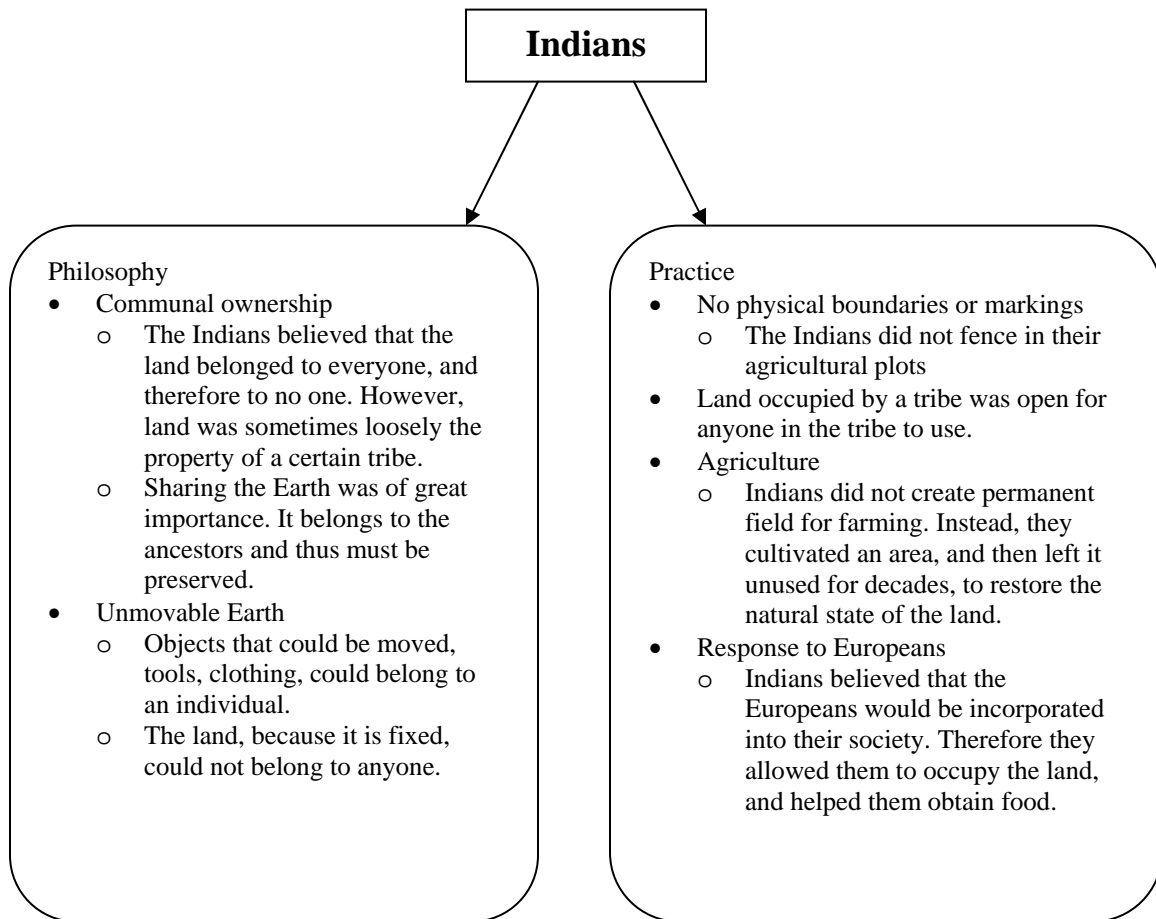 Indians
Philosophy
• Communal ownership
o The Indians believed that the
land belonged to everyone, and
therefore to no one. However,
land was sometimes loosely the
property of a certain tribe.
o Sharing the Earth was of great
importance. It belongs to the
ancestors and thus must be
preserved.
• Unmovable Earth
o Objects that could be moved,
tools, clothing, could belong to
an individual.
o The land, because it is fixed,
could not belong to anyone.
Practice
• No physical boundaries or markings
o The Indians did not fence in their
agricultural plots
• Land occupied by a tribe was open for
anyone in the tribe to use.
• Agriculture
o Indians did not create permanent
field for farming. Instead, they
cultivated an area, and then left it
unused for decades, to restore the
natural state of the land.
• Response to Europeans
o Indians believed that the
Europeans would be incorporated
into their society. Therefore they
allowed them to occupy the land,
and helped them obtain food.